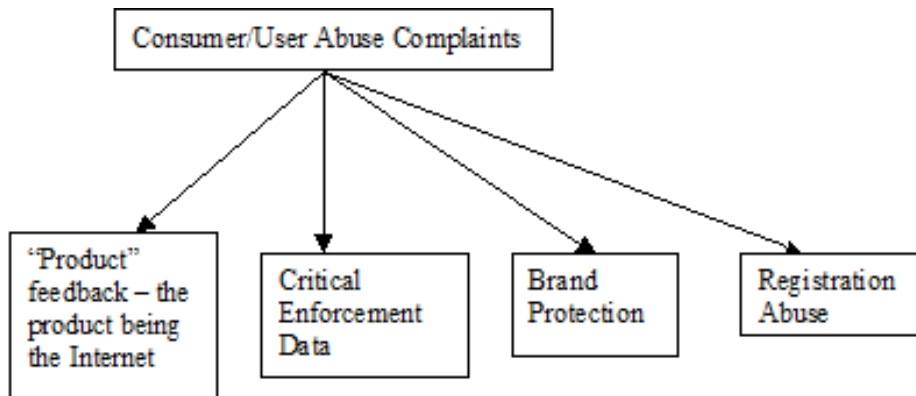 Consumer/User Abuse Complaints
“Product”
feedback – the
product being
the Internet
Critical
Enforcement
Data
Brand
Protection
Registration
Abuse